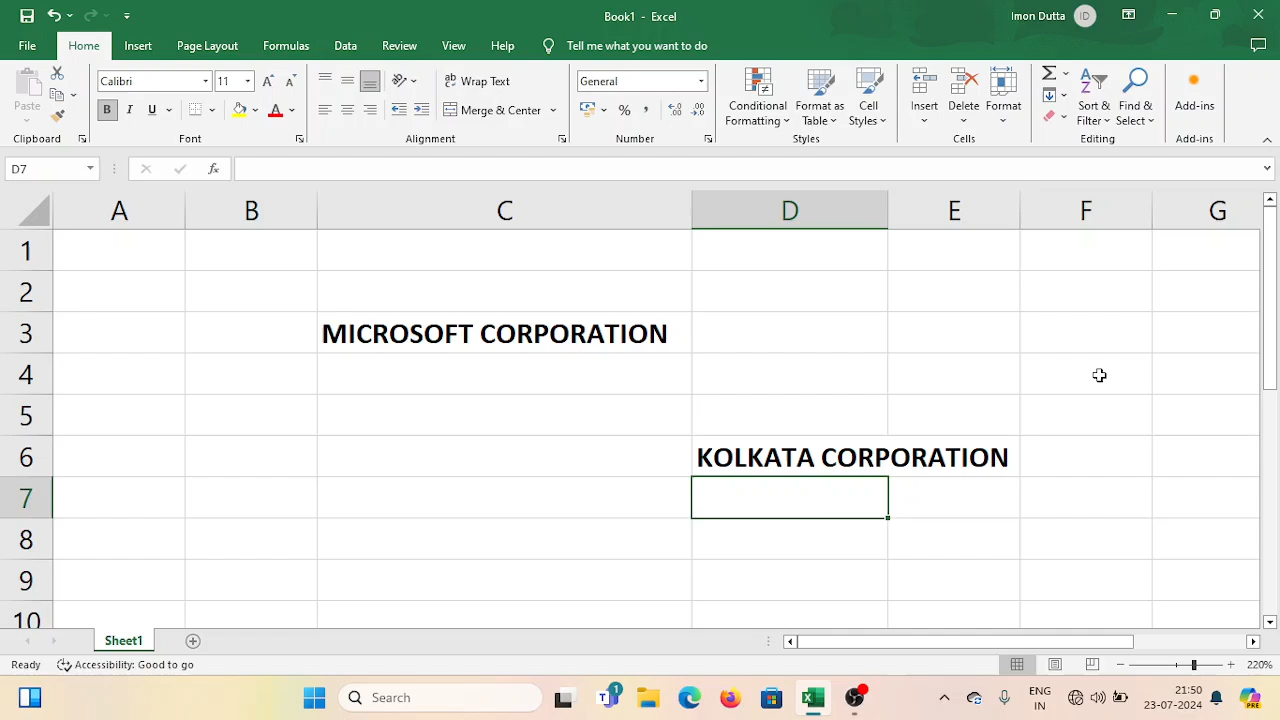 Book1 - Excel
Imon Dutta ID
File Home Insert Page Layout Formulas Data Review View Help Tell me what you want to do
Calibri 11 Wrap Text General
Paste Conditional Formatting Format as Table Cell Styles Insert Delete Format Sort & Filter Find & Select Add-ins
B I U Merge & Center
Clipboard Font Alignment Number Styles Cells Editing Add-ins
D7 fx
A B C D E F G
1
2
3 MICROSOFT CORPORATION
4
5
6 KOLKATA CORPORATION
7
8
9
10
Sheet1
Ready Accessibility: Good to go 220%
Search 1 ENG IN 21:50 23-07-2024 PRE